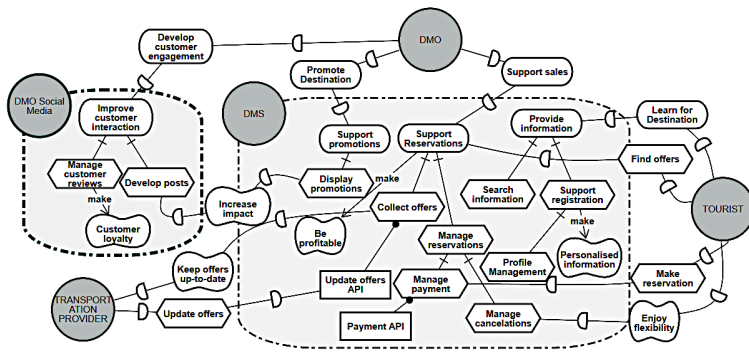 Develop
customer
engagement
DMO
Promote
Destination
Support sales
DMO Social
Media
DMS
Improve
customer
interaction
Support
promotions
Support
Reservations
Provide
information
Learn for
Destination
Find offers
Manage
customer
reviews
Develop posts
Display
promotions
make
Search
information
Support
registration
TOURIST
make
Customer
loyalty
Increase
impact
Be
profitable
Collect offers
Manage
reservations
make
Profile
Management
Personalised
information
Keep offers
up-to-date
Update offers
API
Manage
payment
Make
reservation
TRANSPORT
ATION
PROVIDER
Update offers
Payment API
Manage
cancelations
Enjoy
flexibility